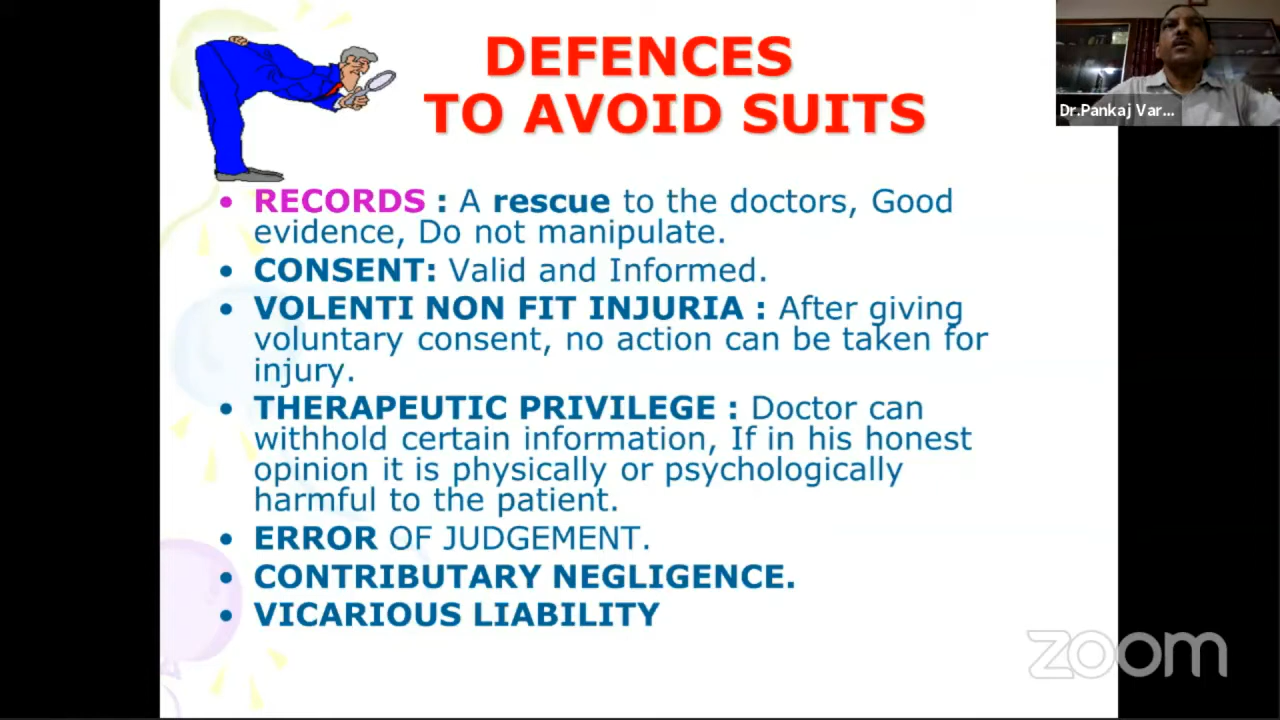 DEFENCES
TO AVOID SUITS
Dr.Pankaj Var...
• RECORDS : A rescue to the doctors, Good
evidence, Do not manipulate.
• CONSENT: Valid and Informed.
• VOLENTI NON FIT INJURIA : After giving
voluntary consent, no action can be taken for
injury.
• THERAPEUTIC PRIVILEGE : Doctor can
withhold certain information, If in his honest
opinion it is physically or psychologically
harmful to the patient.
• ERROR OF JUDGEMENT.
• CONTRIBUTARY NEGLIGENCE.
• VICARIOUS LIABILITY
zoom